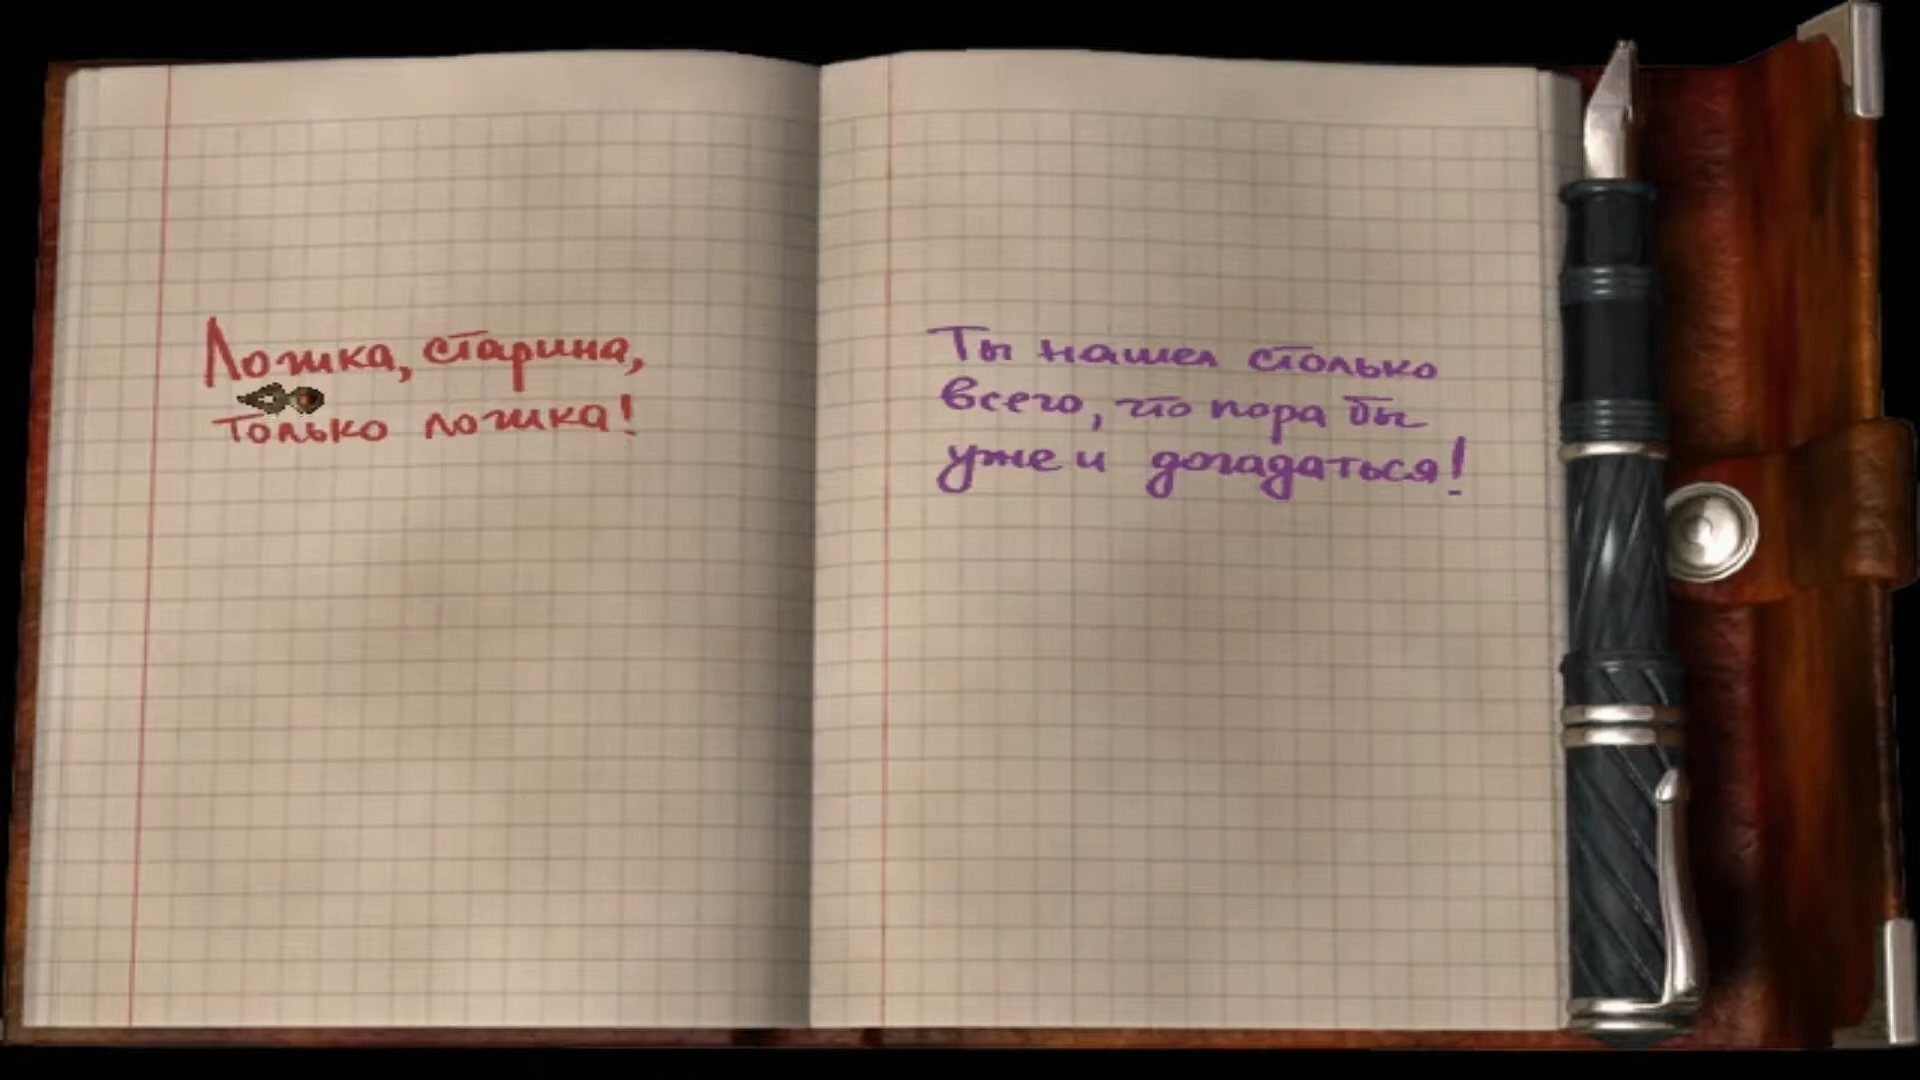 Ложка, старина,
только ложка!
Ты нашел столько
всего, что пора бы
уже и догадаться!